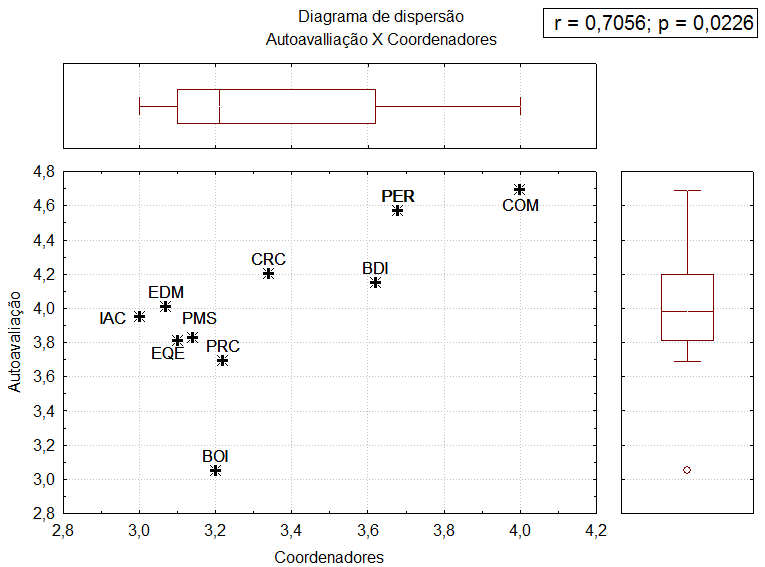 Diagrama de dispersão
Autoavalliação X Coordenadores
r = 0,7056; p = 0,0226
4,8
4,6
4,4
4,2
4,0
3,8
3,6
3,4
3,2
3,0
2,8
Autoavaliação
PER
COM
CRC
BDI
EDM
IAC
PMS
EQE
PRC
BOI
2,8
3,0
3,2
3,4
3,6
3,8
4,0
4,2
Coordenadores